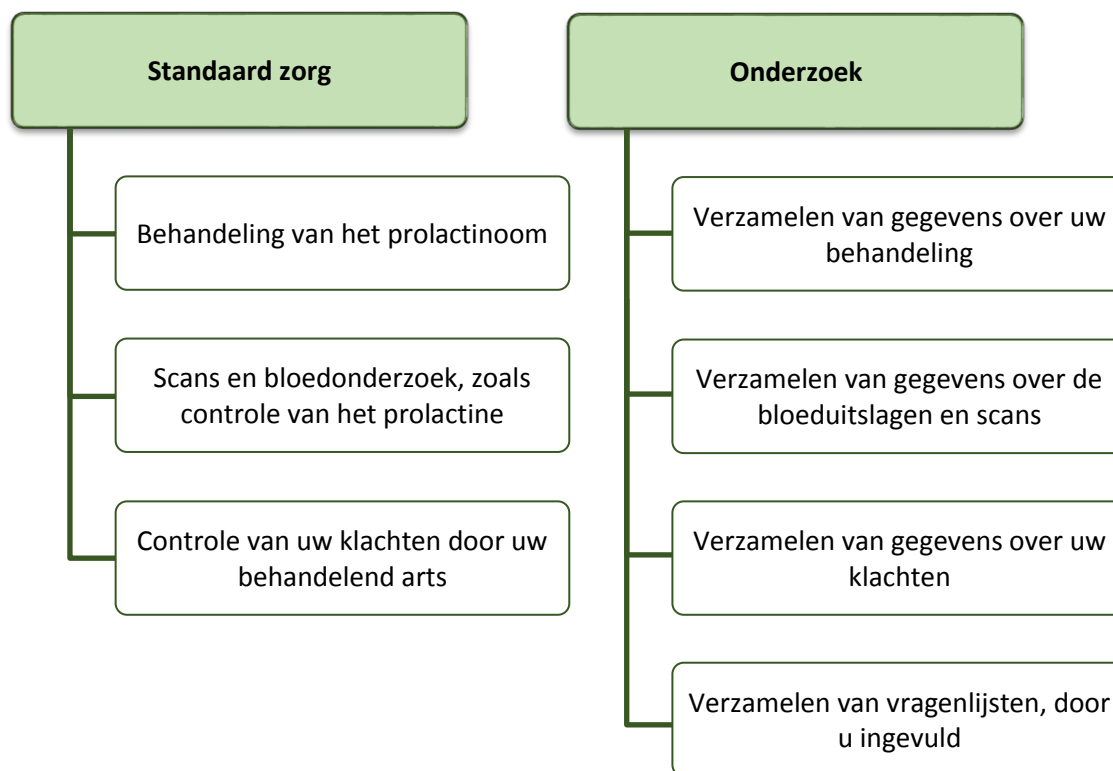 Standaard zorg
Behandeling van het prolactinoom
Scans en bloedonderzoek, zoals
controle van het prolactine
Controle van uw klachten door uw
behandelend arts
Onderzoek
Verzamelen van gegevens over uw
behandeling
Verzamelen van gegevens over de
bloeduitslagen en scans
Verzamelen van gegevens over uw
klachten
Verzamelen van vragenlijsten, door
u ingevuld